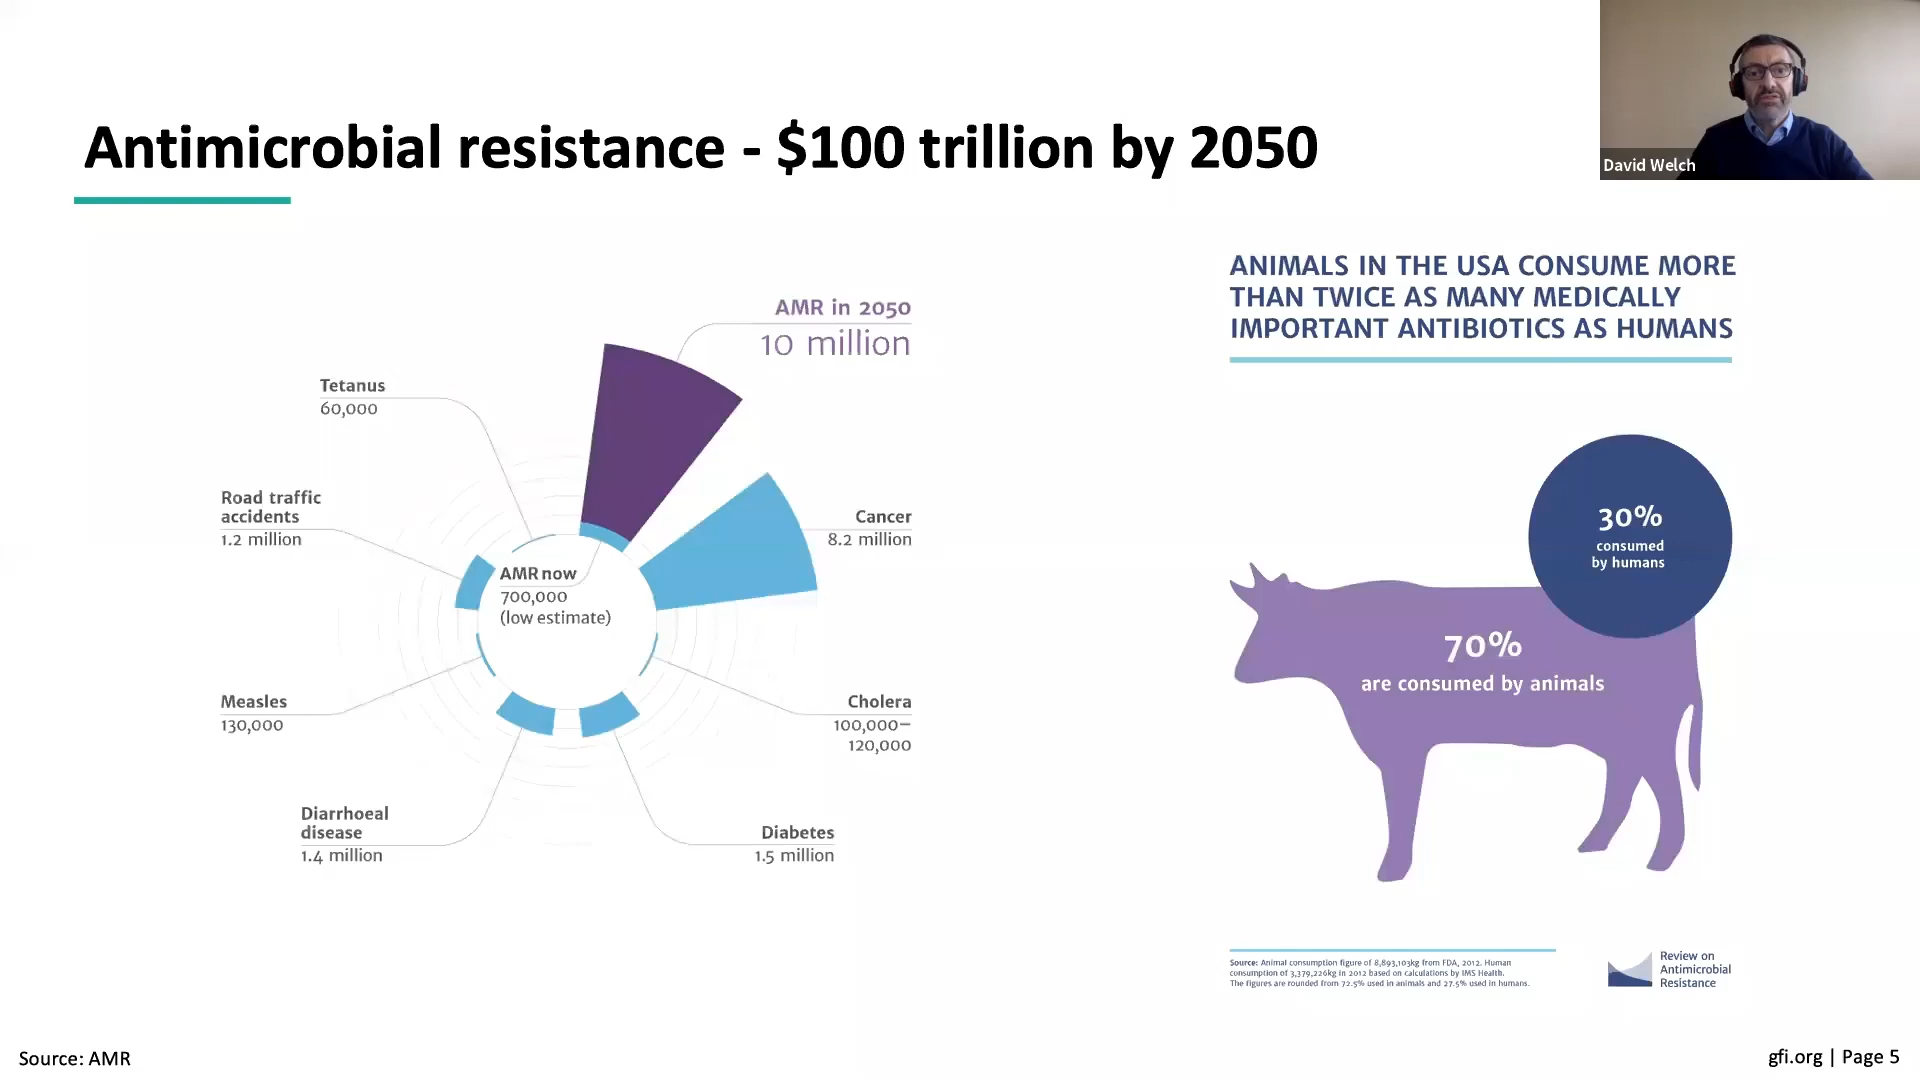 David Welch
Antimicrobial resistance - $100 trillion by 2050
AMR in 2050
10 million
Tetanus
60,000
Road traffic
accidents
1.2 million
Cancer
8.2 million
AMR now
700,000
(low estimate)
Measles
130,000
Cholera
100,000–
120,000
Diarrhoeal
disease
1.4 million
Diabetes
1.5 million
ANIMALS IN THE USA CONSUME MORE
THAN TWICE AS MANY MEDICALLY
IMPORTANT ANTIBIOTICS AS HUMANS
30%
consumed
by humans
70%
are consumed by animals
Source: Animal consumption figure of 8,893,103kg from FDA, 2012. Human
consumption of 3,379,226kg in 2012 based on calculations by IMS Health.
The figures are rounded from 72.5% used in animals and 27.5% used in humans.
Review on
Antimicrobial
Resistance
Source: AMR
gfi.org | Page 5